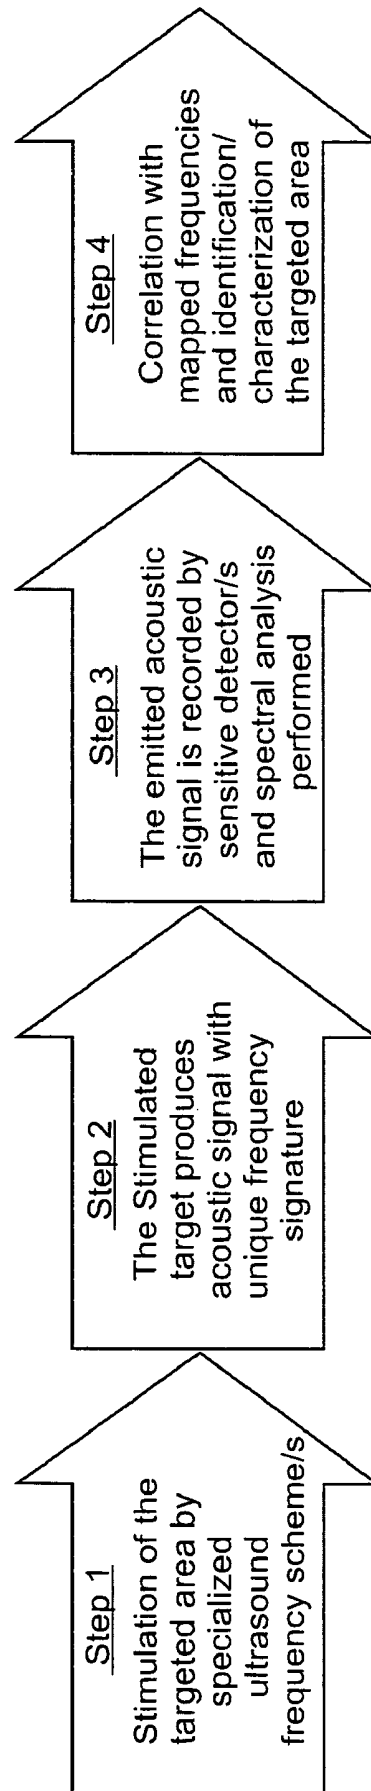 Step 1
Stimulation of the
targeted area by
specialized
ultrasound
frequency scheme/s
Step 2
The Stimulated
target produces
acoustic signal with
unique frequency
signature
Step 3
The emitted acoustic
signal is recorded by
sensitive detector/s
and spectral analysis
performed
Step 4
Correlation with
mapped frequencies
and identification/
characterization of
the targeted area